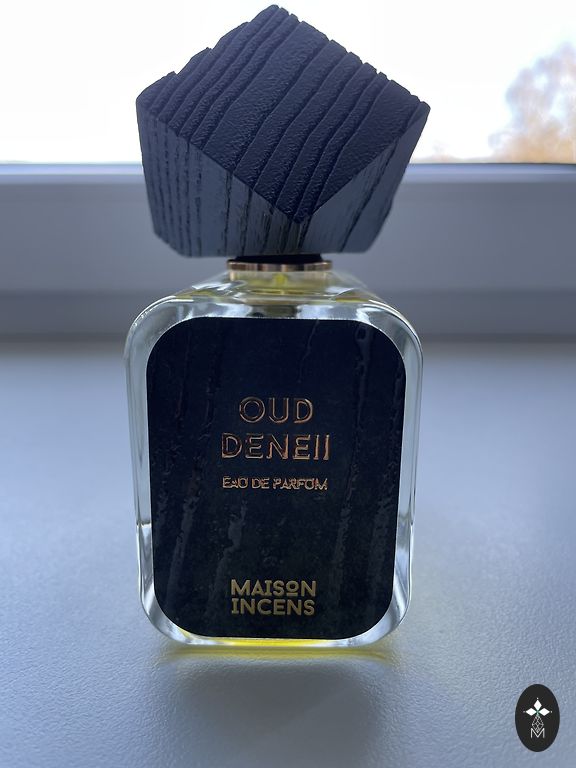 OUD
DENEII
EAU DE PARFUM
MAISON
INCENS
M